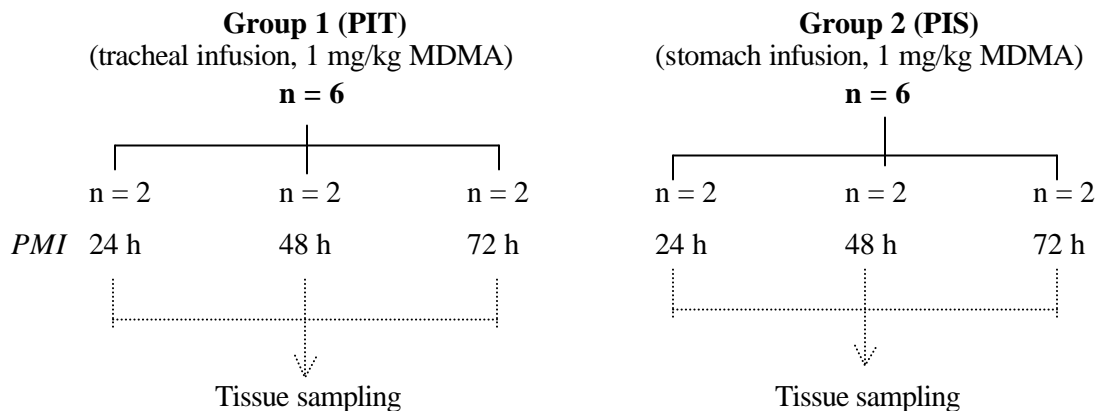 Group 1 (PIT)
(tracheal infusion, 1 mg/kg MDMA)
n = 6
n = 2 n = 2 n = 2
PMI 24 h 48 h 72 h
Tissue sampling
Group 2 (PIS)
(stomach infusion, 1 mg/kg MDMA)
n = 6
n = 2 n = 2 n = 2
24 h 48 h 72 h
Tissue sampling